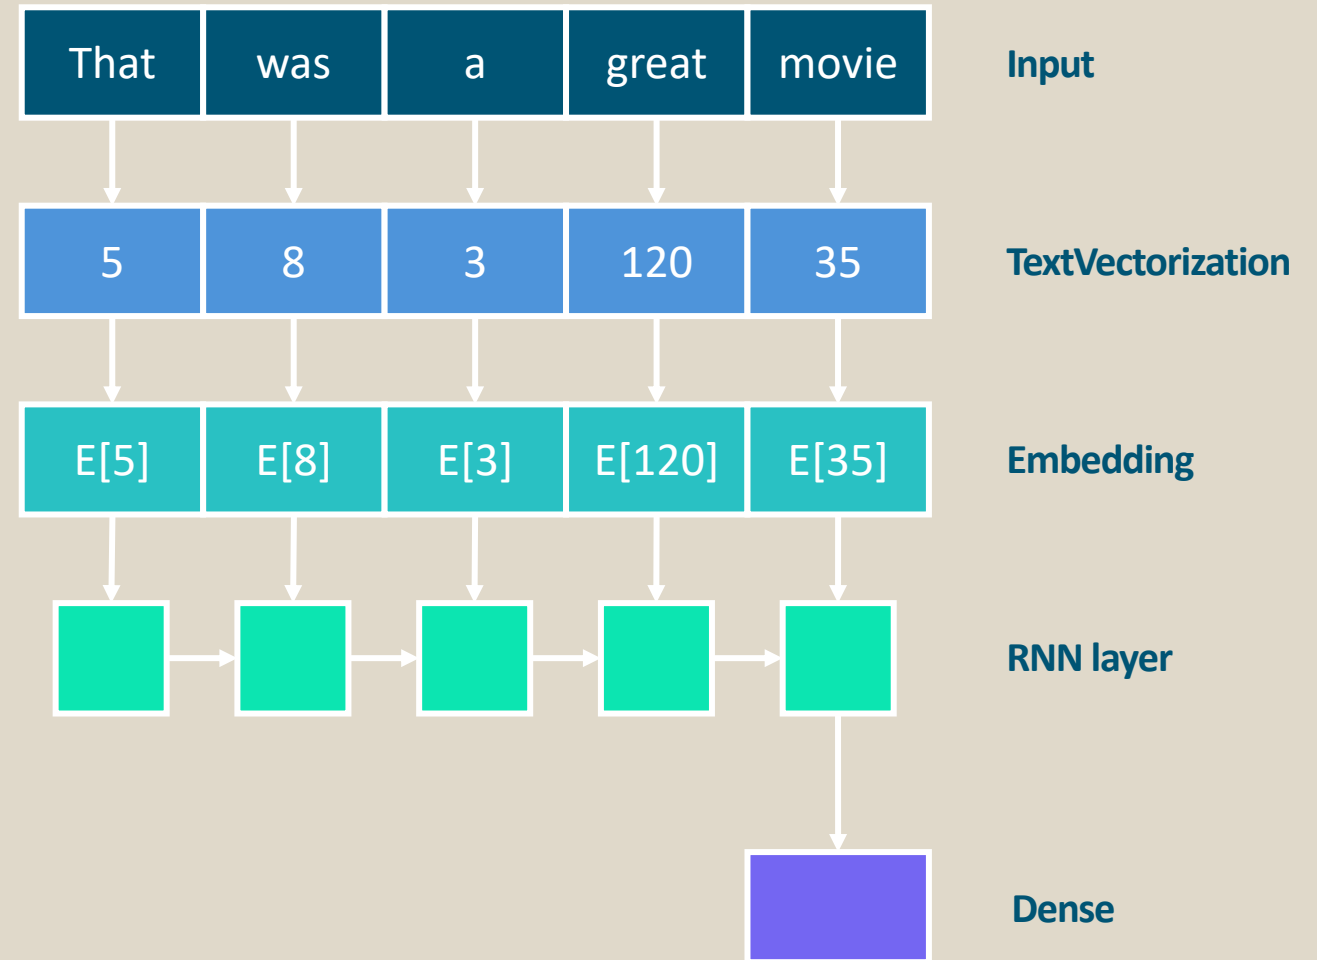 That was a great movie Input
5 8 3 120 35 TextVectorization
E[5] E[8] E[3] E[120] E[35] Embedding
RNN layer
Dense